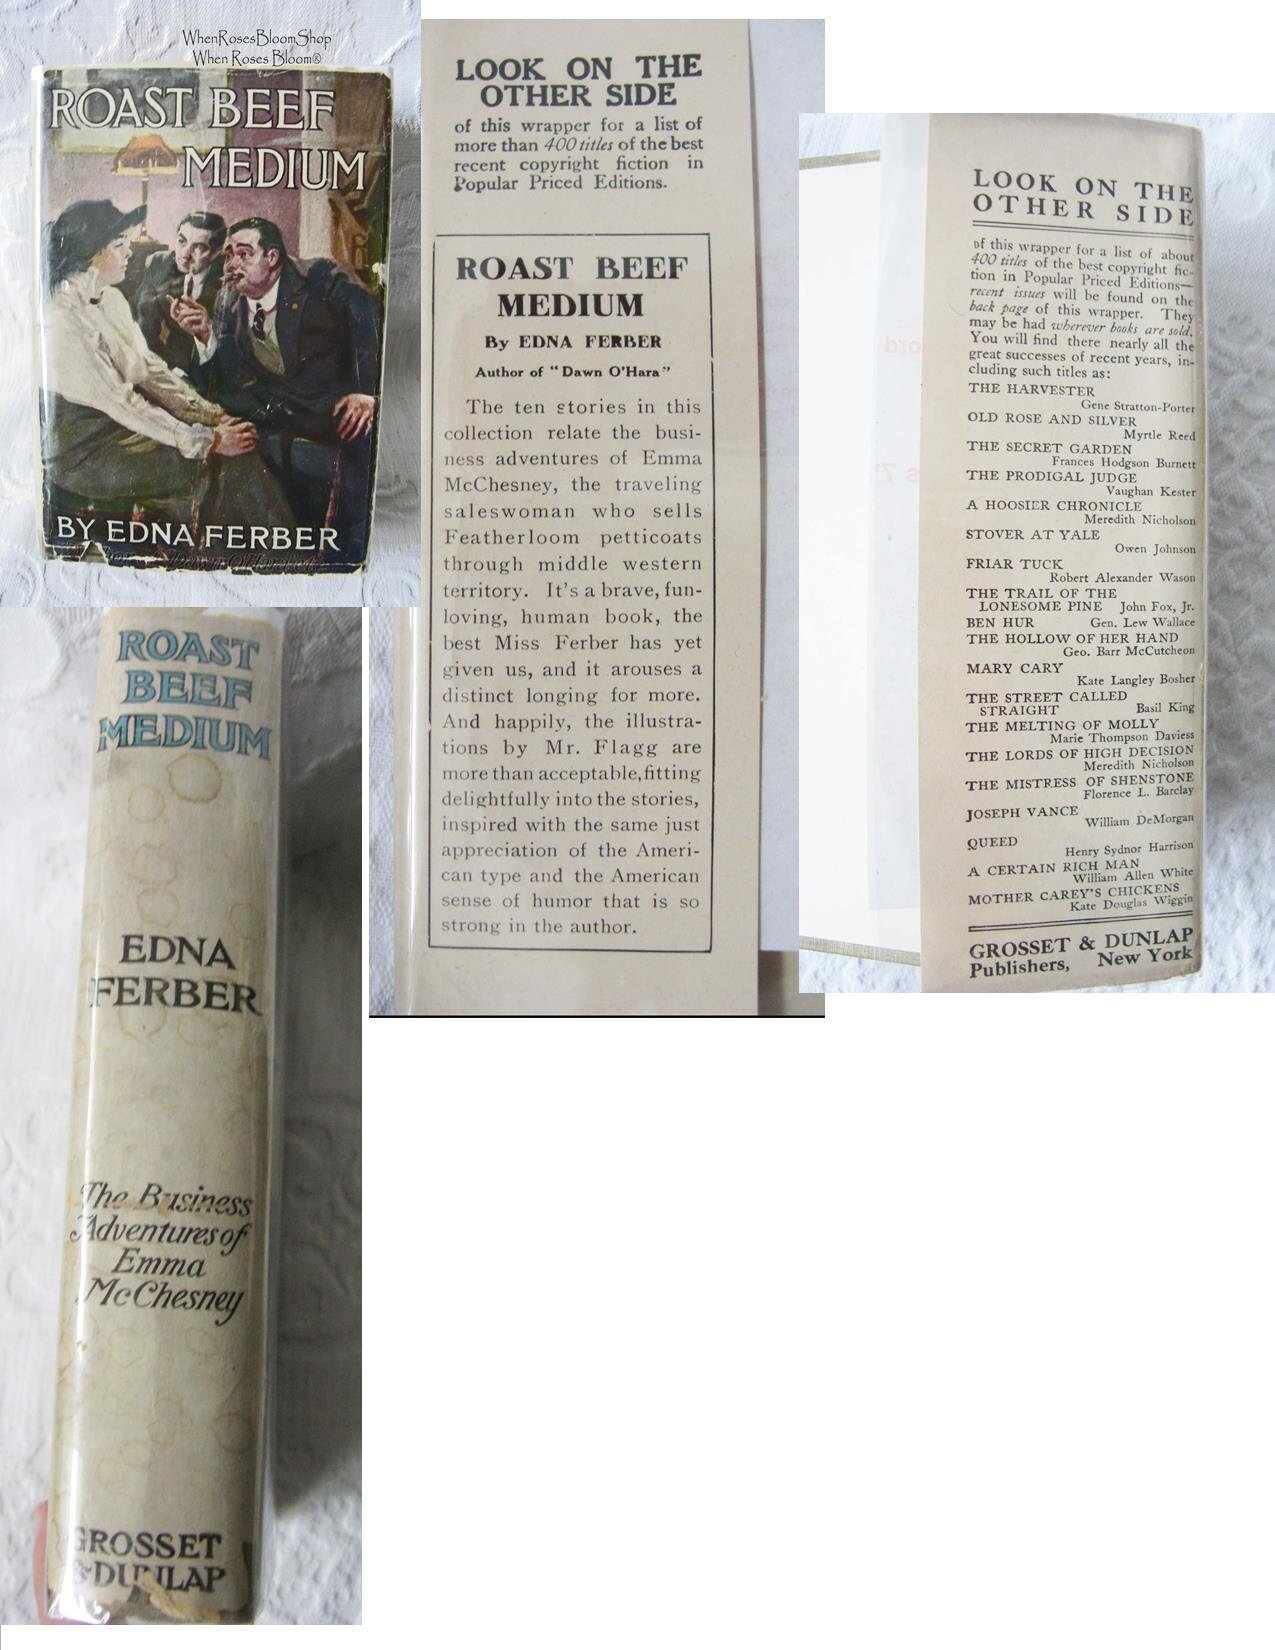 WhenRosesBloomShop
When Roses Bloom®
ROAST BEEF
MEDIUM
BY EDNA FERBER
LOOK ON THE
OTHER SIDE
of this wrapper for a list of
more than 400 titles of the best
recent copyright fiction in
Popular Priced Editions.
ROAST BEEF
MEDIUM
By EDNA FERBER
Author of "Dawn O'Hara"
The ten stories in this
collection relate the busi-
ness adventures of Emma
McChesney, the traveling
saleswoman who sells
Featherloom petticoats
through middle western
territory. It's a brave, fun-
loving, human book, the
best Miss Ferber has yet
given us, and it arouses a
distinct longing for more.
And happily, the illustra-
tions by Mr. Flagg are
more than acceptable, fitting
delightfully into the stories,
inspired with the same just
appreciation of the Ameri-
can type and the American
sense of humor that is so
strong in the author.
LOOK ON THE
OTHER SIDE
of this wrapper for a list of about
400 titles of the best copyright fic-
tion in Popular Priced Editions—
recent issues will be found on the
back page of this wrapper. They
may be had wherever books are sold.
You will find there nearly all the
great successes of recent years, in-
cluding such titles as:
THE HARVESTER
Gene Stratton-Porter
OLD ROSE AND SILVER
Myrtle Reed
THE SECRET GARDEN
Frances Hodgson Burnett
THE PRODIGAL JUDGE
Vaughan Kester
A HOOSIER CHRONICLE
Meredith Nicholson
STOVER AT YALE
Owen Johnson
FRIAR TUCK
Robert Alexander Wason
THE TRAIL OF THE
LONESOME PINE John Fox, Jr.
BEN HUR Gen. Lew Wallace
THE HOLLOW OF HER HAND
Geo. Barr McCutcheon
MARY CARY
Kate Langley Bosher
THE STREET CALLED
STRAIGHT Basil King
THE MELTING OF MOLLY
Marie Thompson Daviess
THE LORDS OF HIGH DECISION
Meredith Nicholson
THE MISTRESS OF SHENSTONE
Florence L. Barclay
JOSEPH VANCE
William DeMorgan
QUEED
Henry Sydnor Harrison
A CERTAIN RICH MAN
William Allen White
MOTHER CAREY'S CHICKENS
Kate Douglas Wiggin
GROSSET & DUNLAP
Publishers, New York
ROAST
BEEF
MEDIUM
EDNA
FERBER
The Business
Adventures of
Emma
McChesney
GROSSET
& DUNLAP